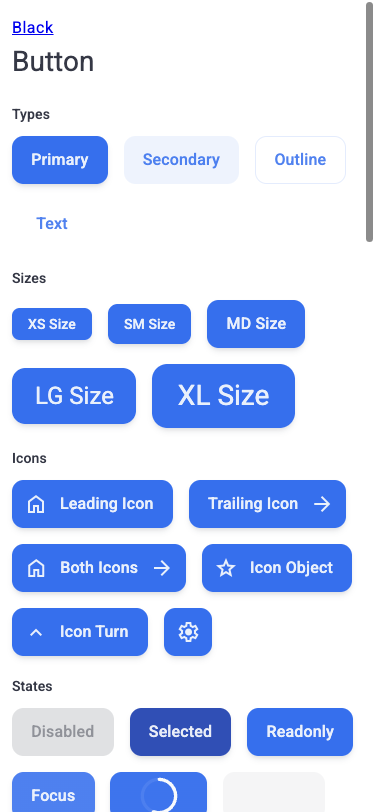 Black
Button
Types
Primary Secondary Outline
Text
Sizes
XS Size SM Size MD Size
LG Size XL Size
Icons
Leading Icon Trailing Icon
Both Icons Icon Object
Icon Turn
States
Disabled Selected Readonly
Focus